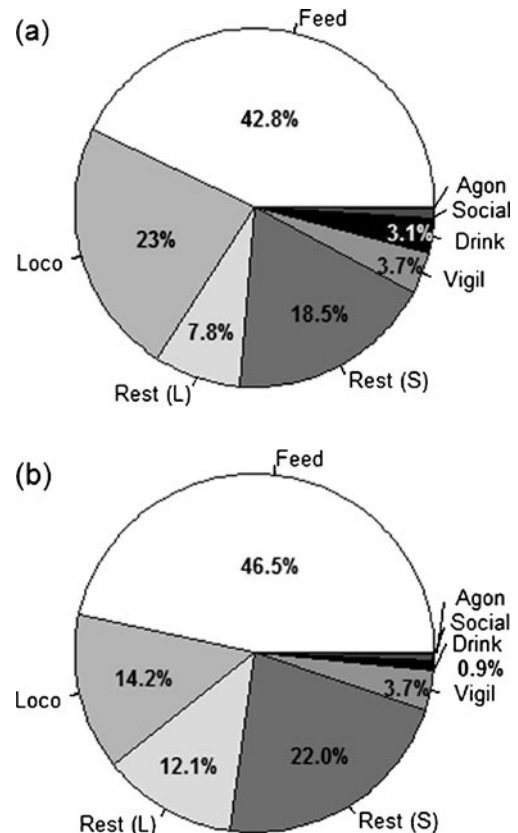 (a)
Feed
42.8%
Agon
Social
3.1%
Drink
23%
Loco
3.7%
Vigil
18.5%
7.8%
Rest (S)
Rest (L)
(b)
Feed
46.5%
Agon
Social
Drink
0.9%
3.7%
Vigil
Loco
14.2%
12.1%
22.0%
Rest (L)
Rest (S)